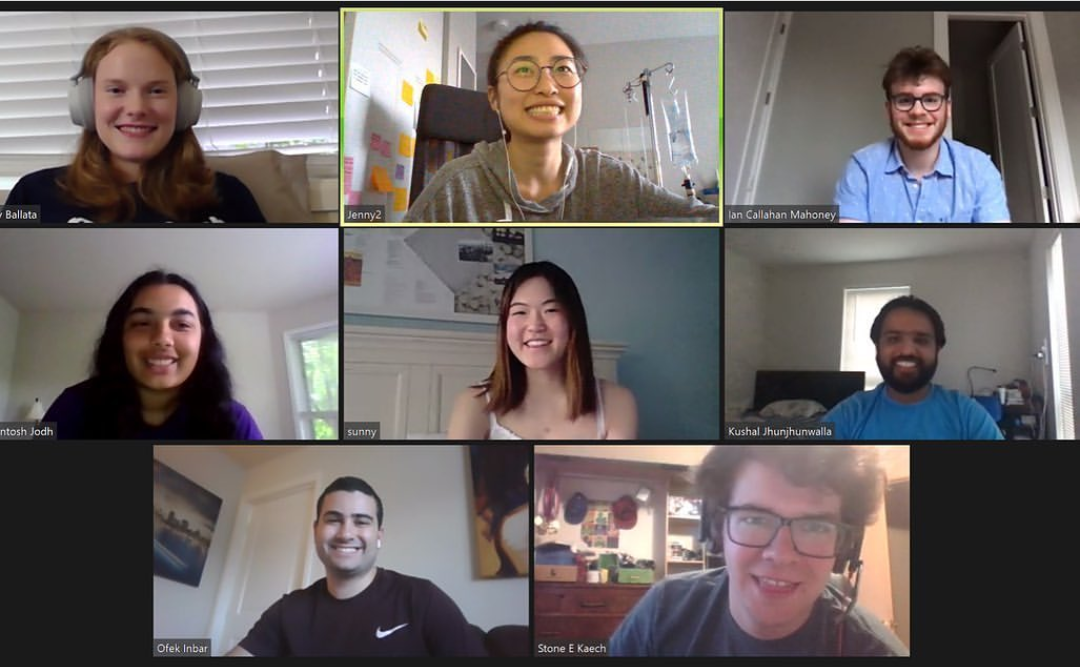 y Ballata
Jenny2
Ian Callahan Mahoney
ntosh Jodh
sunny
Kushal Jhunjhunwalla
Ofek Inbar
Stone E Kaech